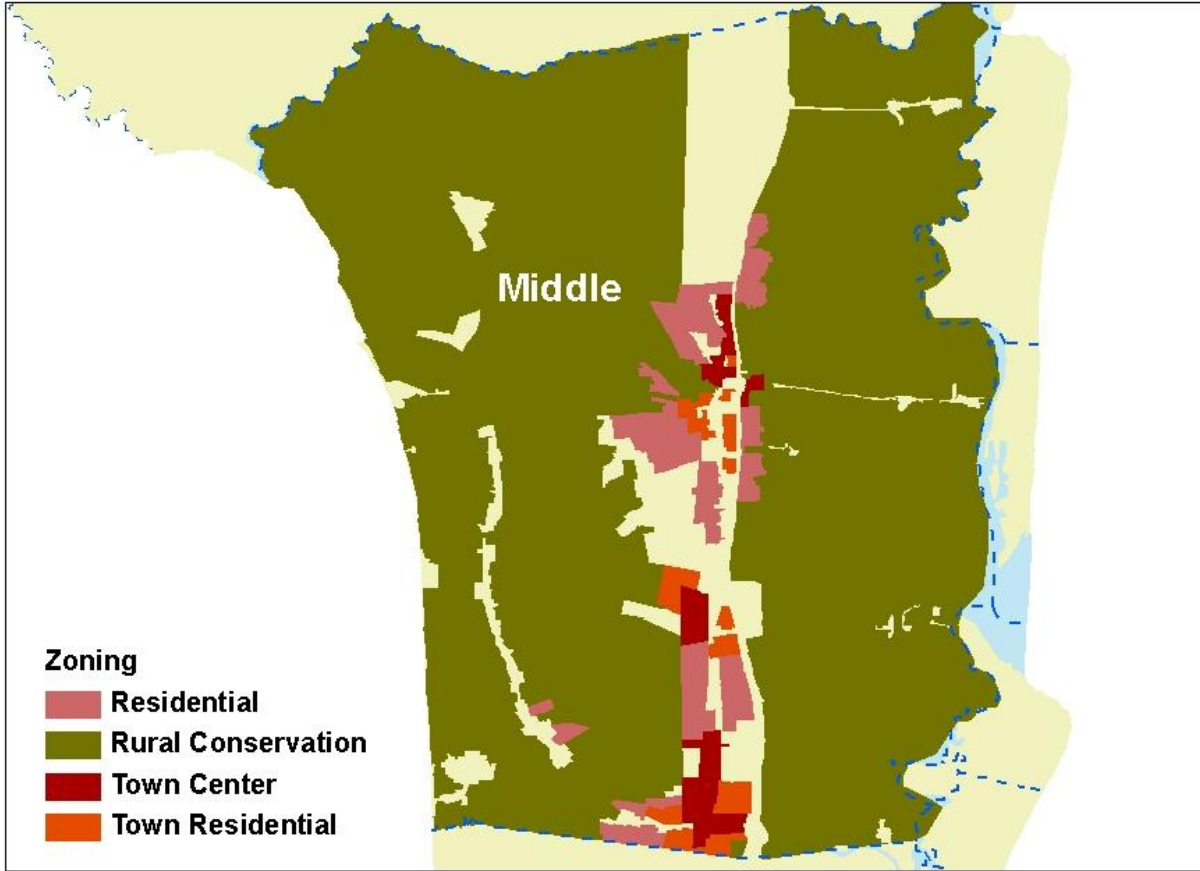 Middle
Zoning
Residential
Rural Conservation
Town Center
Town Residential